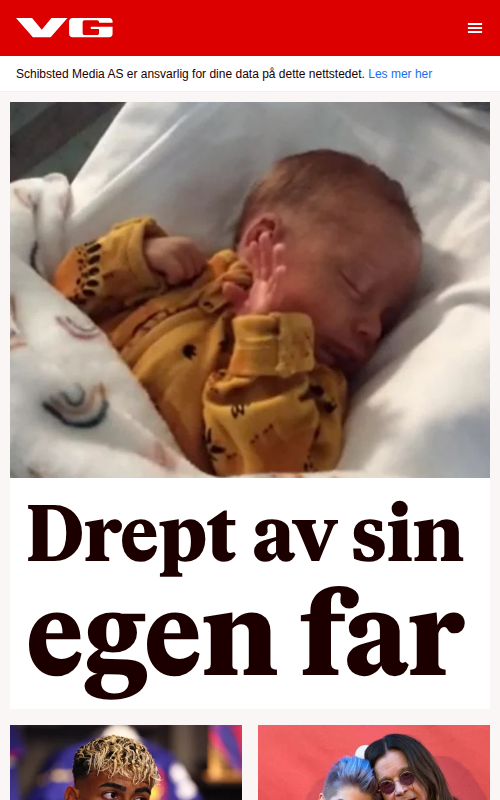 VG
Schibsted Media AS er ansvarlig for dine data på dette nettstedet. Les mer her
Drept av sin
egen far